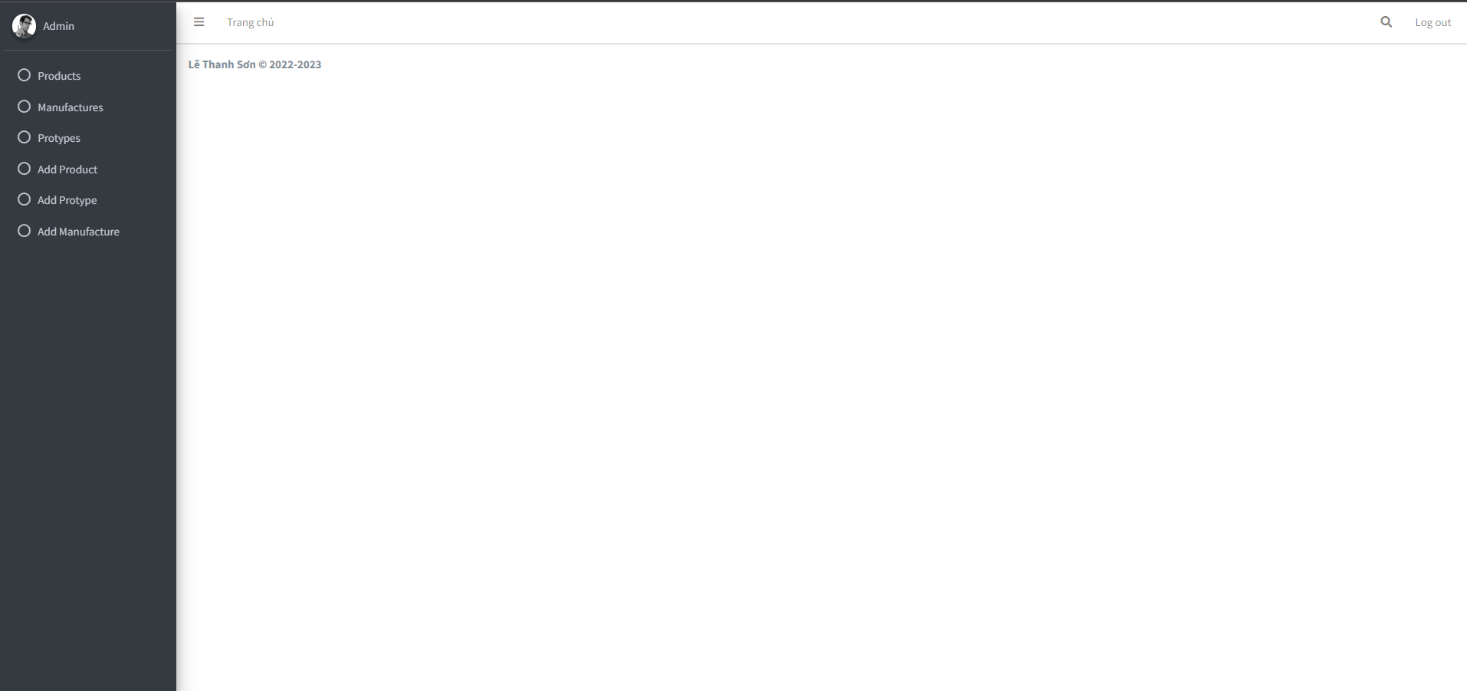 Admin
Trang chủ
Log out
Products
Manufactures
Protypes
Add Product
Add Protype
Add Manufacture
Lê Thanh Sơn © 2022-2023